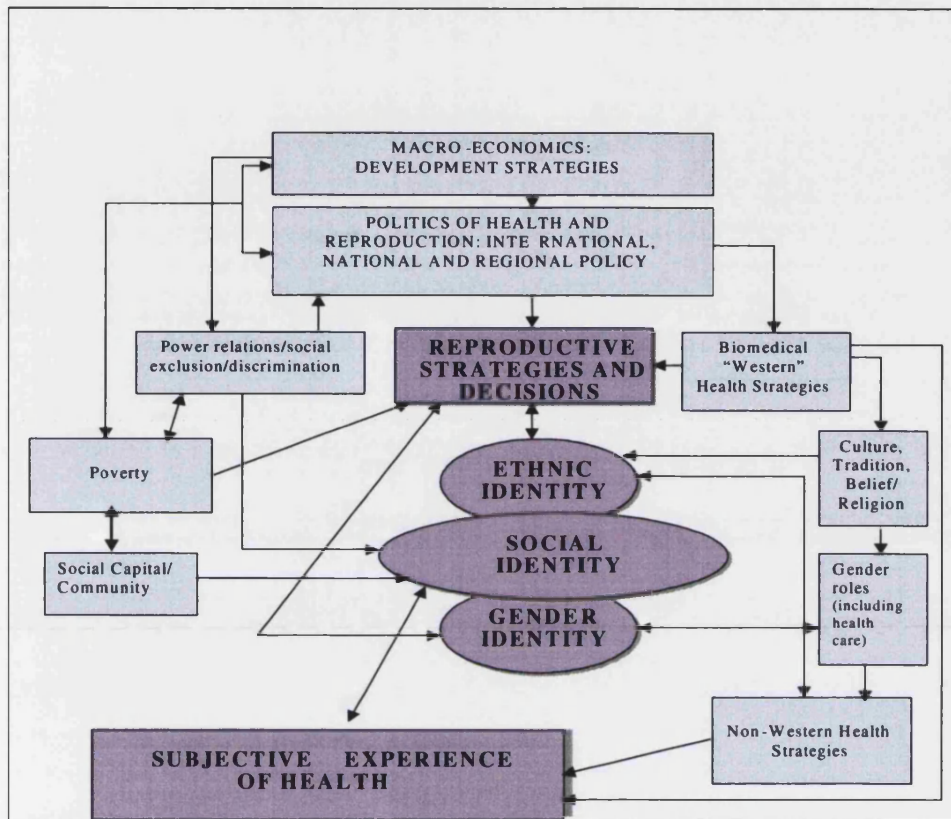 MACRO-ECONOMICS:
DEVELOPMENT STRATEGIES
POLITICS OF HEALTH AND
REPRODUCTION: INTE RNATIONAL,
NATIONAL AND REGIONAL POLICY
Power relations/social
exclusion/discrimination
REPRODUCTIVE
STRATEGIES AND
DECISIONS
Biomedical
“Western”
Health Strategies
Poverty
ETHNIC
IDENTITY
Culture,
Tradition,
Belief/
Religion
Social Capital/
Community
SOCIAL
IDENTITY
Gender
roles
(including
health
care)
GENDER
IDENTITY
Non-Western Health
Strategies
SUBJECTIVE EXPERIENCE
OF HEALTH